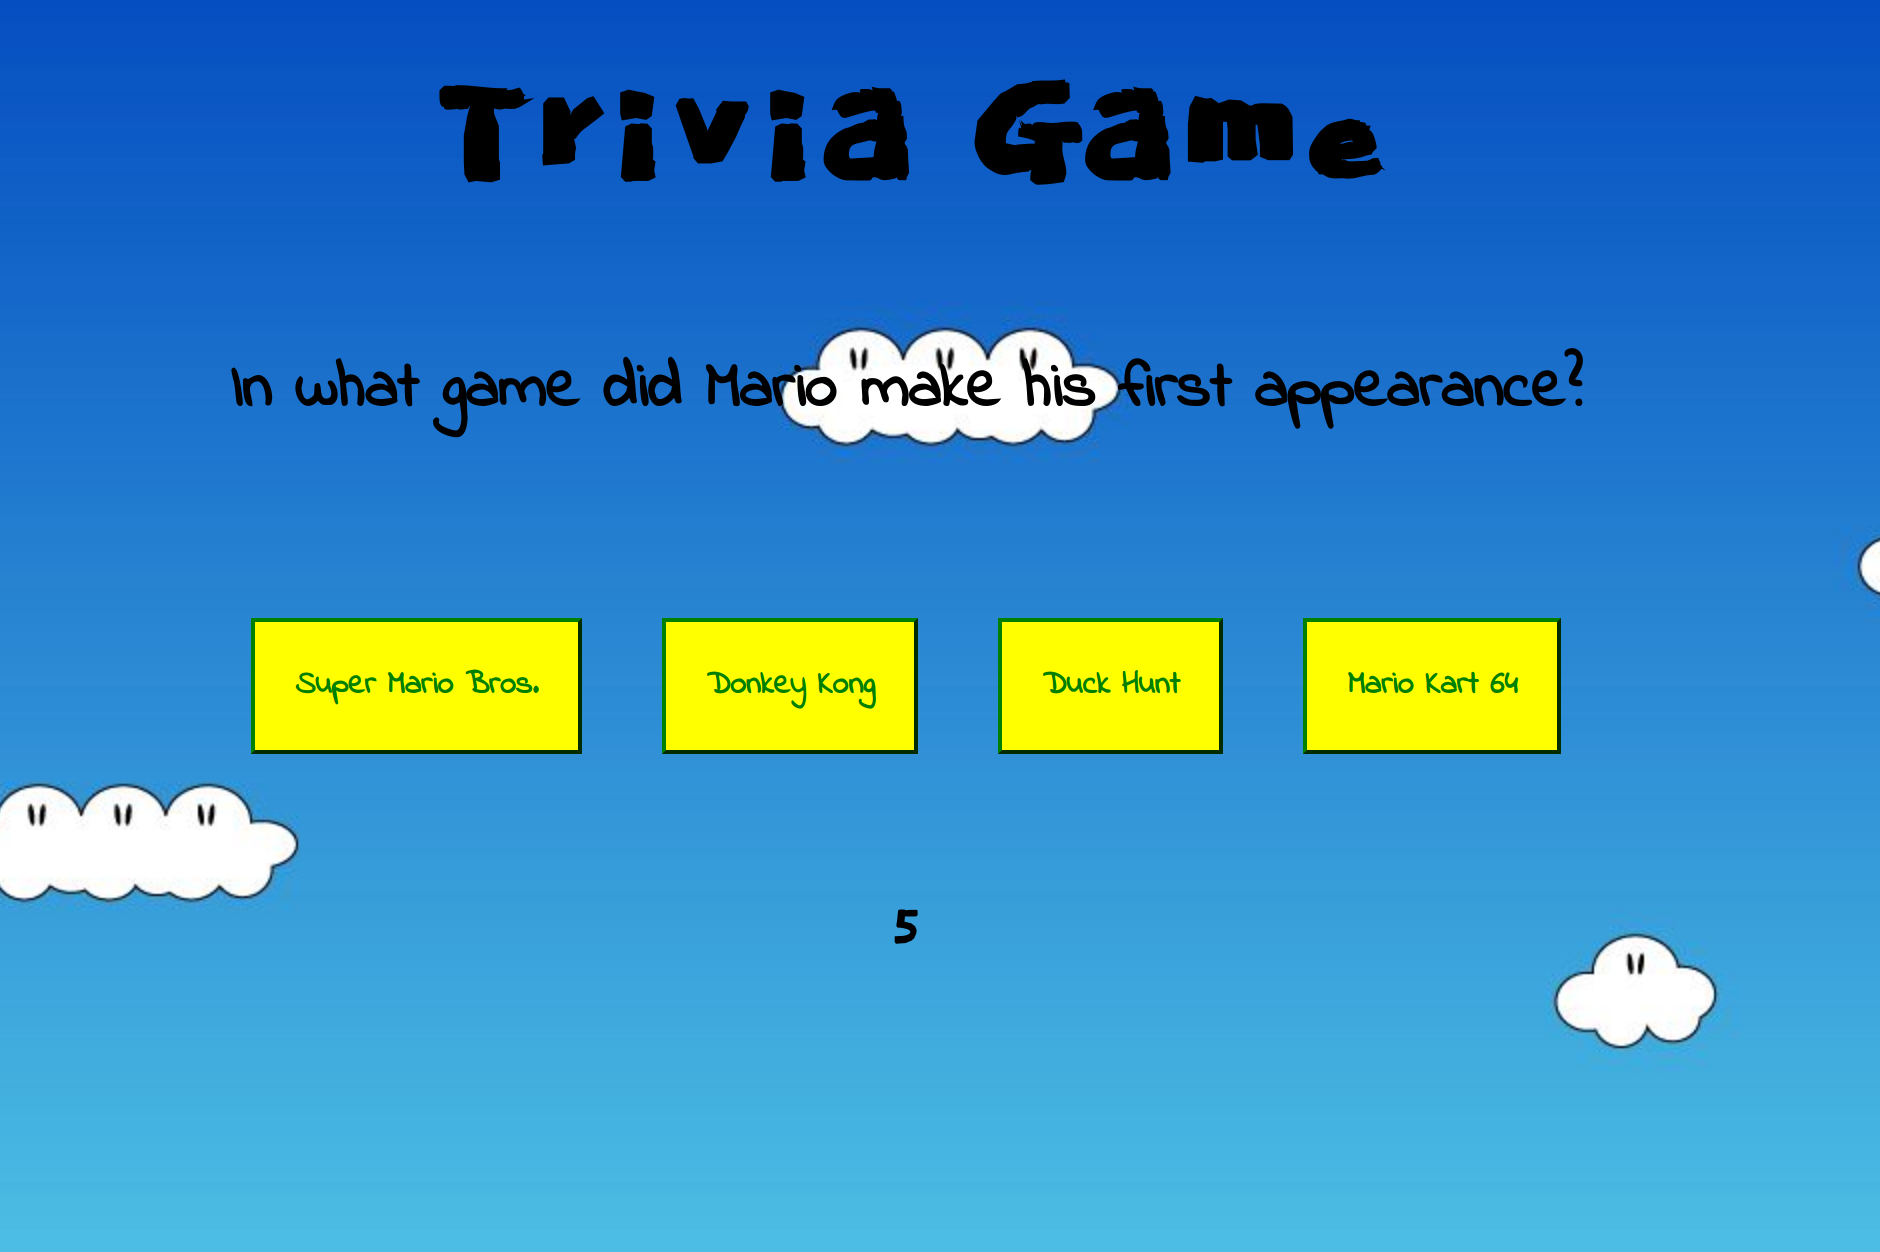 Trivia Game
In what game did Mario make his first appearance?
Super Mario Bros.
Donkey Kong
Duck Hunt
Mario Kart 64
5